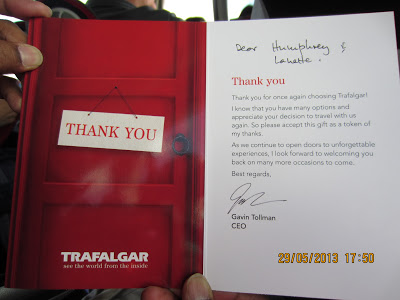 THANK YOU
TRAFALGAR
see the world from the inside
Dear Humphrey &
Lanette.
Thank you
Thank you for once again choosing Trafalgar!
I know that you have many options and
appreciate your decision to travel with us
again. So please accept this gift as a token of
my thanks.
As we continue to open doors to unforgettable
experiences, I look forward to welcoming you
back on many more occasions to come.
Best regards,
Gavin Tollman
CEO
29/05/2013 17:50